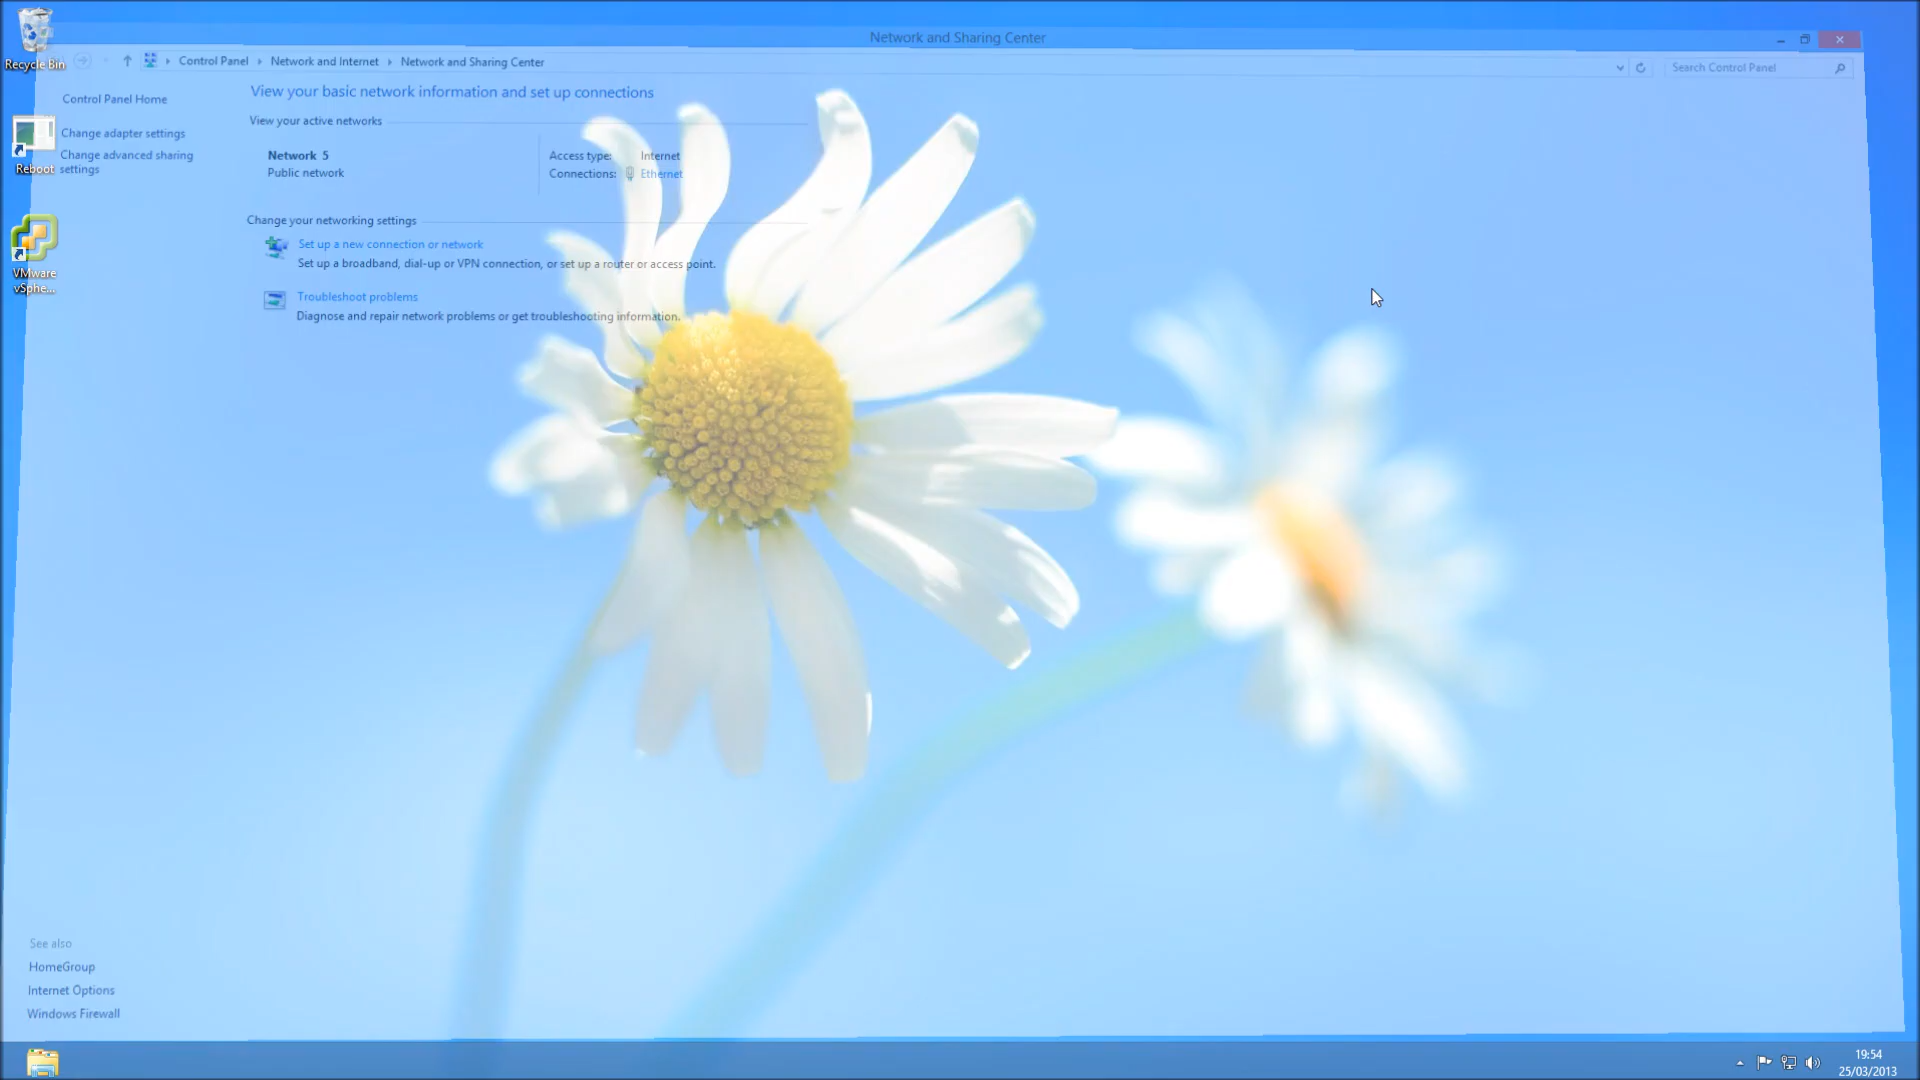 Network and Sharing Center
Recycle Bin
Control Panel
Network and Internet
Network and Sharing Center
Search Control Panel
Control Panel Home
Change adapter settings
Change advanced sharing
settings
Reboot
VMware
vSphe...
View your basic network information and set up connections
View your active networks
Network 5
Public network
Access type: Internet
Connections: Ethernet
Change your networking settings
Set up a new connection or network
Set up a broadband, dial-up or VPN connection, or set up a router or access point.
Troubleshoot problems
Diagnose and repair network problems or get troubleshooting information.
See also
HomeGroup
Internet Options
Windows Firewall
19:54
25/03/2013